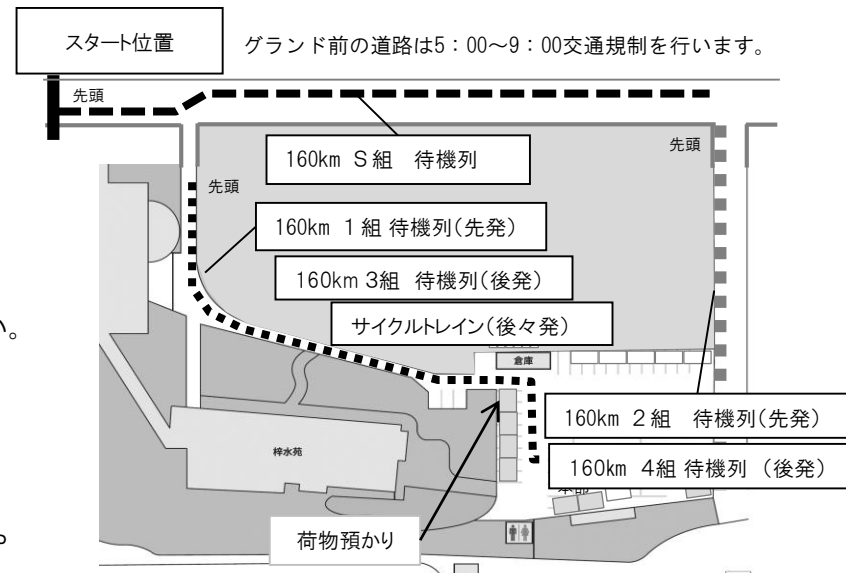 スタート位置
グランド前の道路は5：00～9：00交通規制を行います。
先頭
先頭
160km Ｓ組　待機列
先頭
160km １組 待機列(先発)
160km 3組　待機列(後発)
サイクルトレイン(後々発)
い。
倉庫
160km ２組　待機列(先発)
160km 4組 待機列 （後発）
梓水苑
本部
荷物預かり